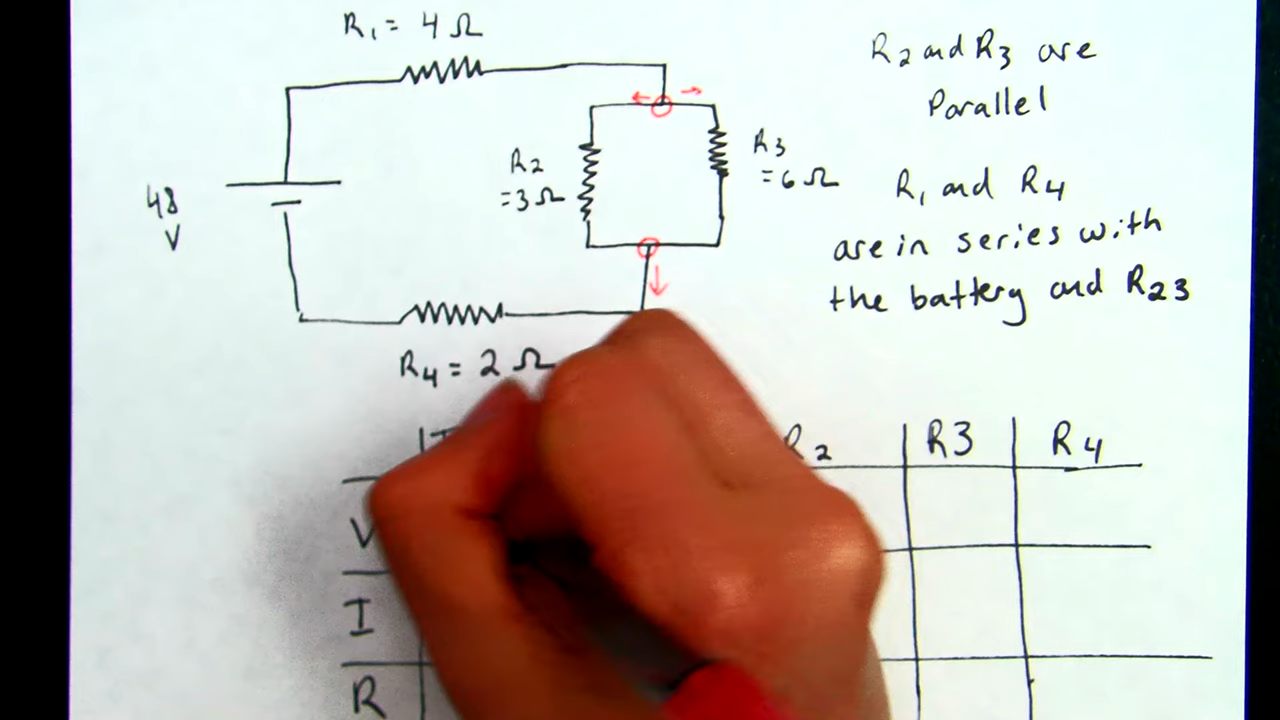 R1 = 4 Ω
R2 and R3 are
Parallel
R2
= 3 Ω
R3
= 6 Ω
48
V
R1 and R4
are in series with
the battery and R23
R4 = 2 Ω
R2 R3 R4
V
I
R